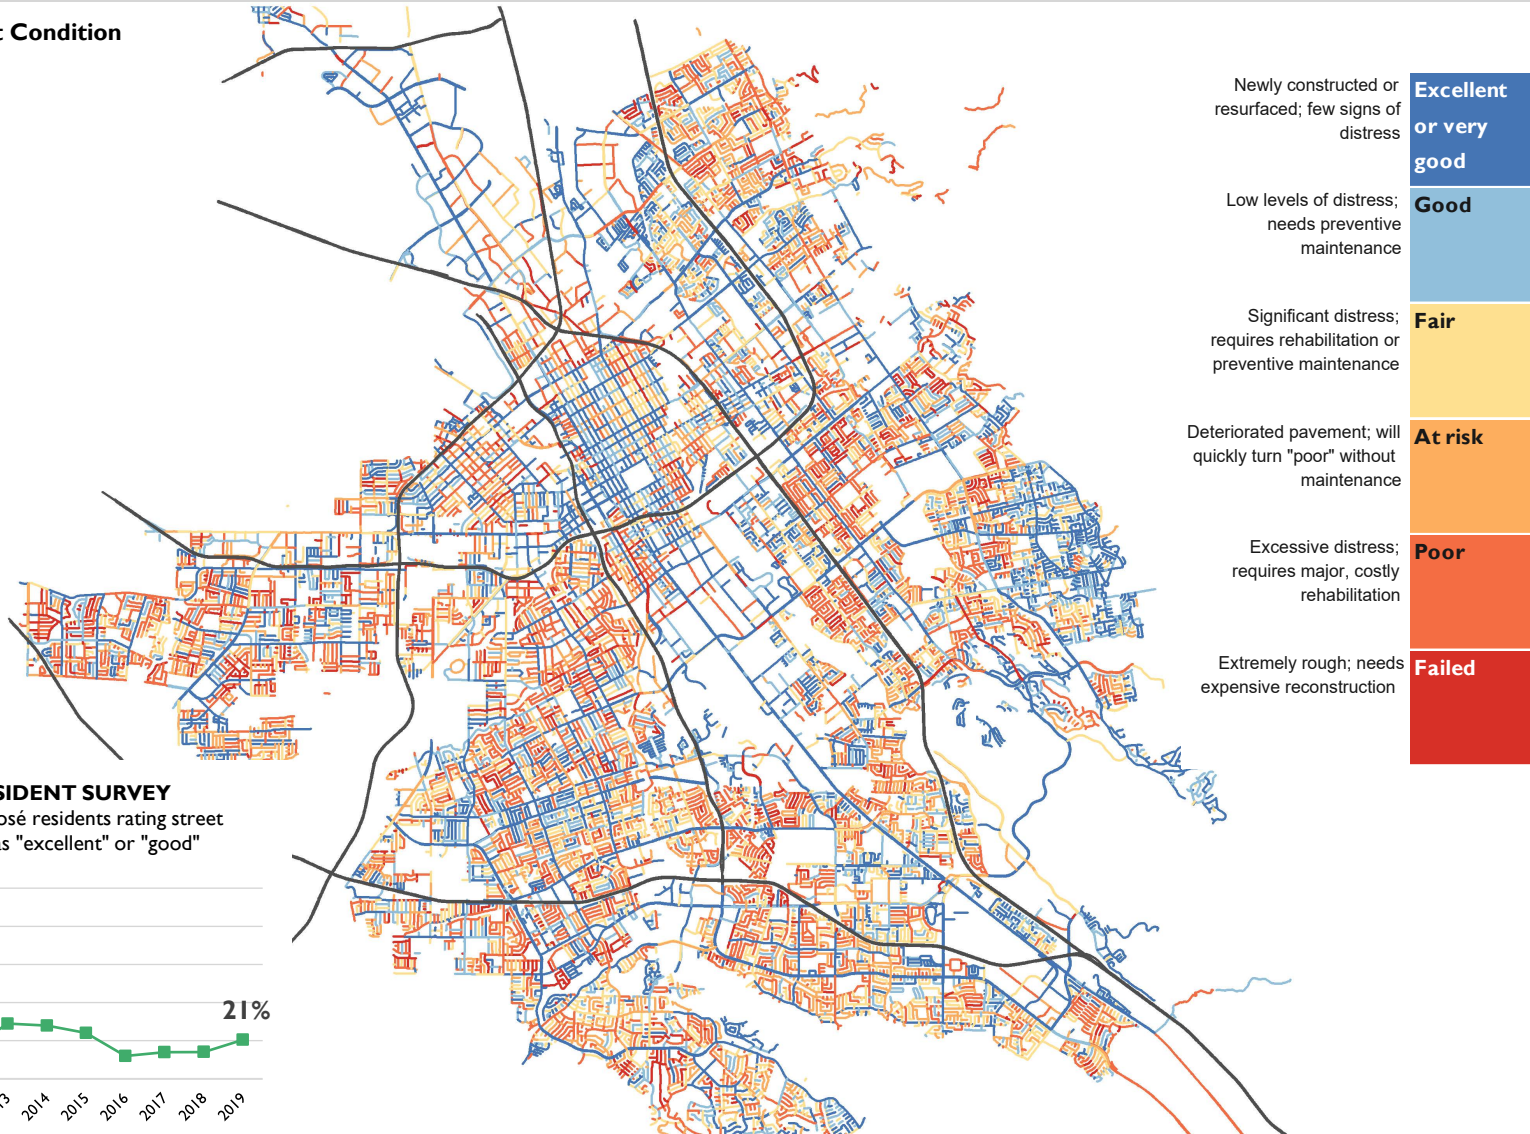 t Condition
Newly constructed or
resurfaced; few signs of
distress
Excellent
or very
good
Low levels of distress;
needs preventive
maintenance
Good
Significant distress;
requires rehabilitation or
preventive maintenance
Fair
Deteriorated pavement; will
quickly turn "poor" without
maintenance
At risk
Excessive distress;
requires major, costly
rehabilitation
Poor
Extremely rough; needs
expensive reconstruction
Failed
SIDENT SURVEY
osé residents rating street
as "excellent" or "good"
21%
13 2014 2015 2016 2017 2018 2019